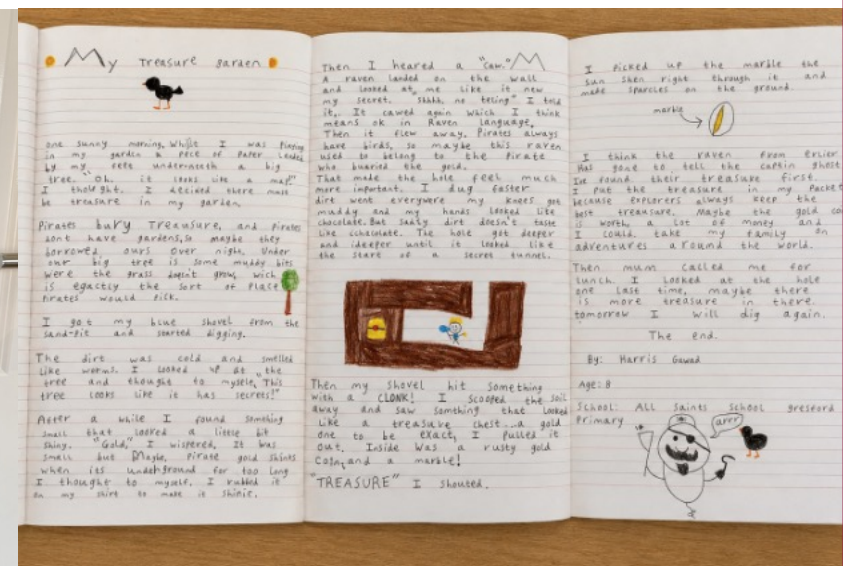 My Treasure garden
one sunny morning, Whilst I was Playing
in my garden a Piece of Paper Landed
by my feet underneath a big
tree. "Oh, it looks like a map."
I thought. I decided there must
be treasure in my garden.
Pirates bury Treasure, and Pirates
dont have gardens, so maybe they
borrowed ours over night. Under
our big tree is some muddy bits
were the grass doesn't grow, wich
is egactsy the sort of Place
Pirates would Pick.
I got my blue shovel from the
sand-pit and started digging.
The dirt was cold and smelled
like worms. I looked up at the
tree and thought to myself, "This
tree looks like it has secrets!"
After a while I found something
small that looked a little bit
shiny. "Gold," I wispered, It was
small but Maybe, Pirate gold shints
when its underground for too long
I thought to myself. I rubbed it
on my shirt to make it shinie.
Then I heared a "caw."
A raven landed on the wall
and looked at me like it new
my secret. "Shhhh, no telling" I told
it. It cawed again which I think
means ok in Raven language.
Then it flew away. Pirates always
have birds, so maybe this raven
used to belong to the Pirate
who buaried the gold.
That made the hole feel much
more important. I dug faster
dirt went everywere my knees got
muddy and my hands looked like
chocolate. But sadly dirt doesn't taste
like chcolate. The hole got deeper
and ideeper until it looked like
the start of a secret tunnel.
Then my shovel hit something
with a CLONK! I scooped the soil
away and saw somthing that looked
like a treasure chest...a gold
one to be exact, I pulled it
out. Inside Was a rusty gold
Coin, and a marble!
"TREASURE" I shouted.
I Picked up the marble the
sun shon right through it and
made sparcles on the ground.
marble
I think the raven from erlier
has gone to tell the captin ghost
Ive found their treasure first.
I put the treasure in my Pocket
because explorers always keep the
best treasure. Maybe the gold co
is worth, a lot of money and
I could take my family on
adventures around the world.
Then mum called me for
lunch I looked at the hole
one last time, maybe there
is more treasure in there.
tomorrow I will dig again.
The end.
By: Harris Gawad
Age: 8
School: All Saints School gresford
Primary
arrr